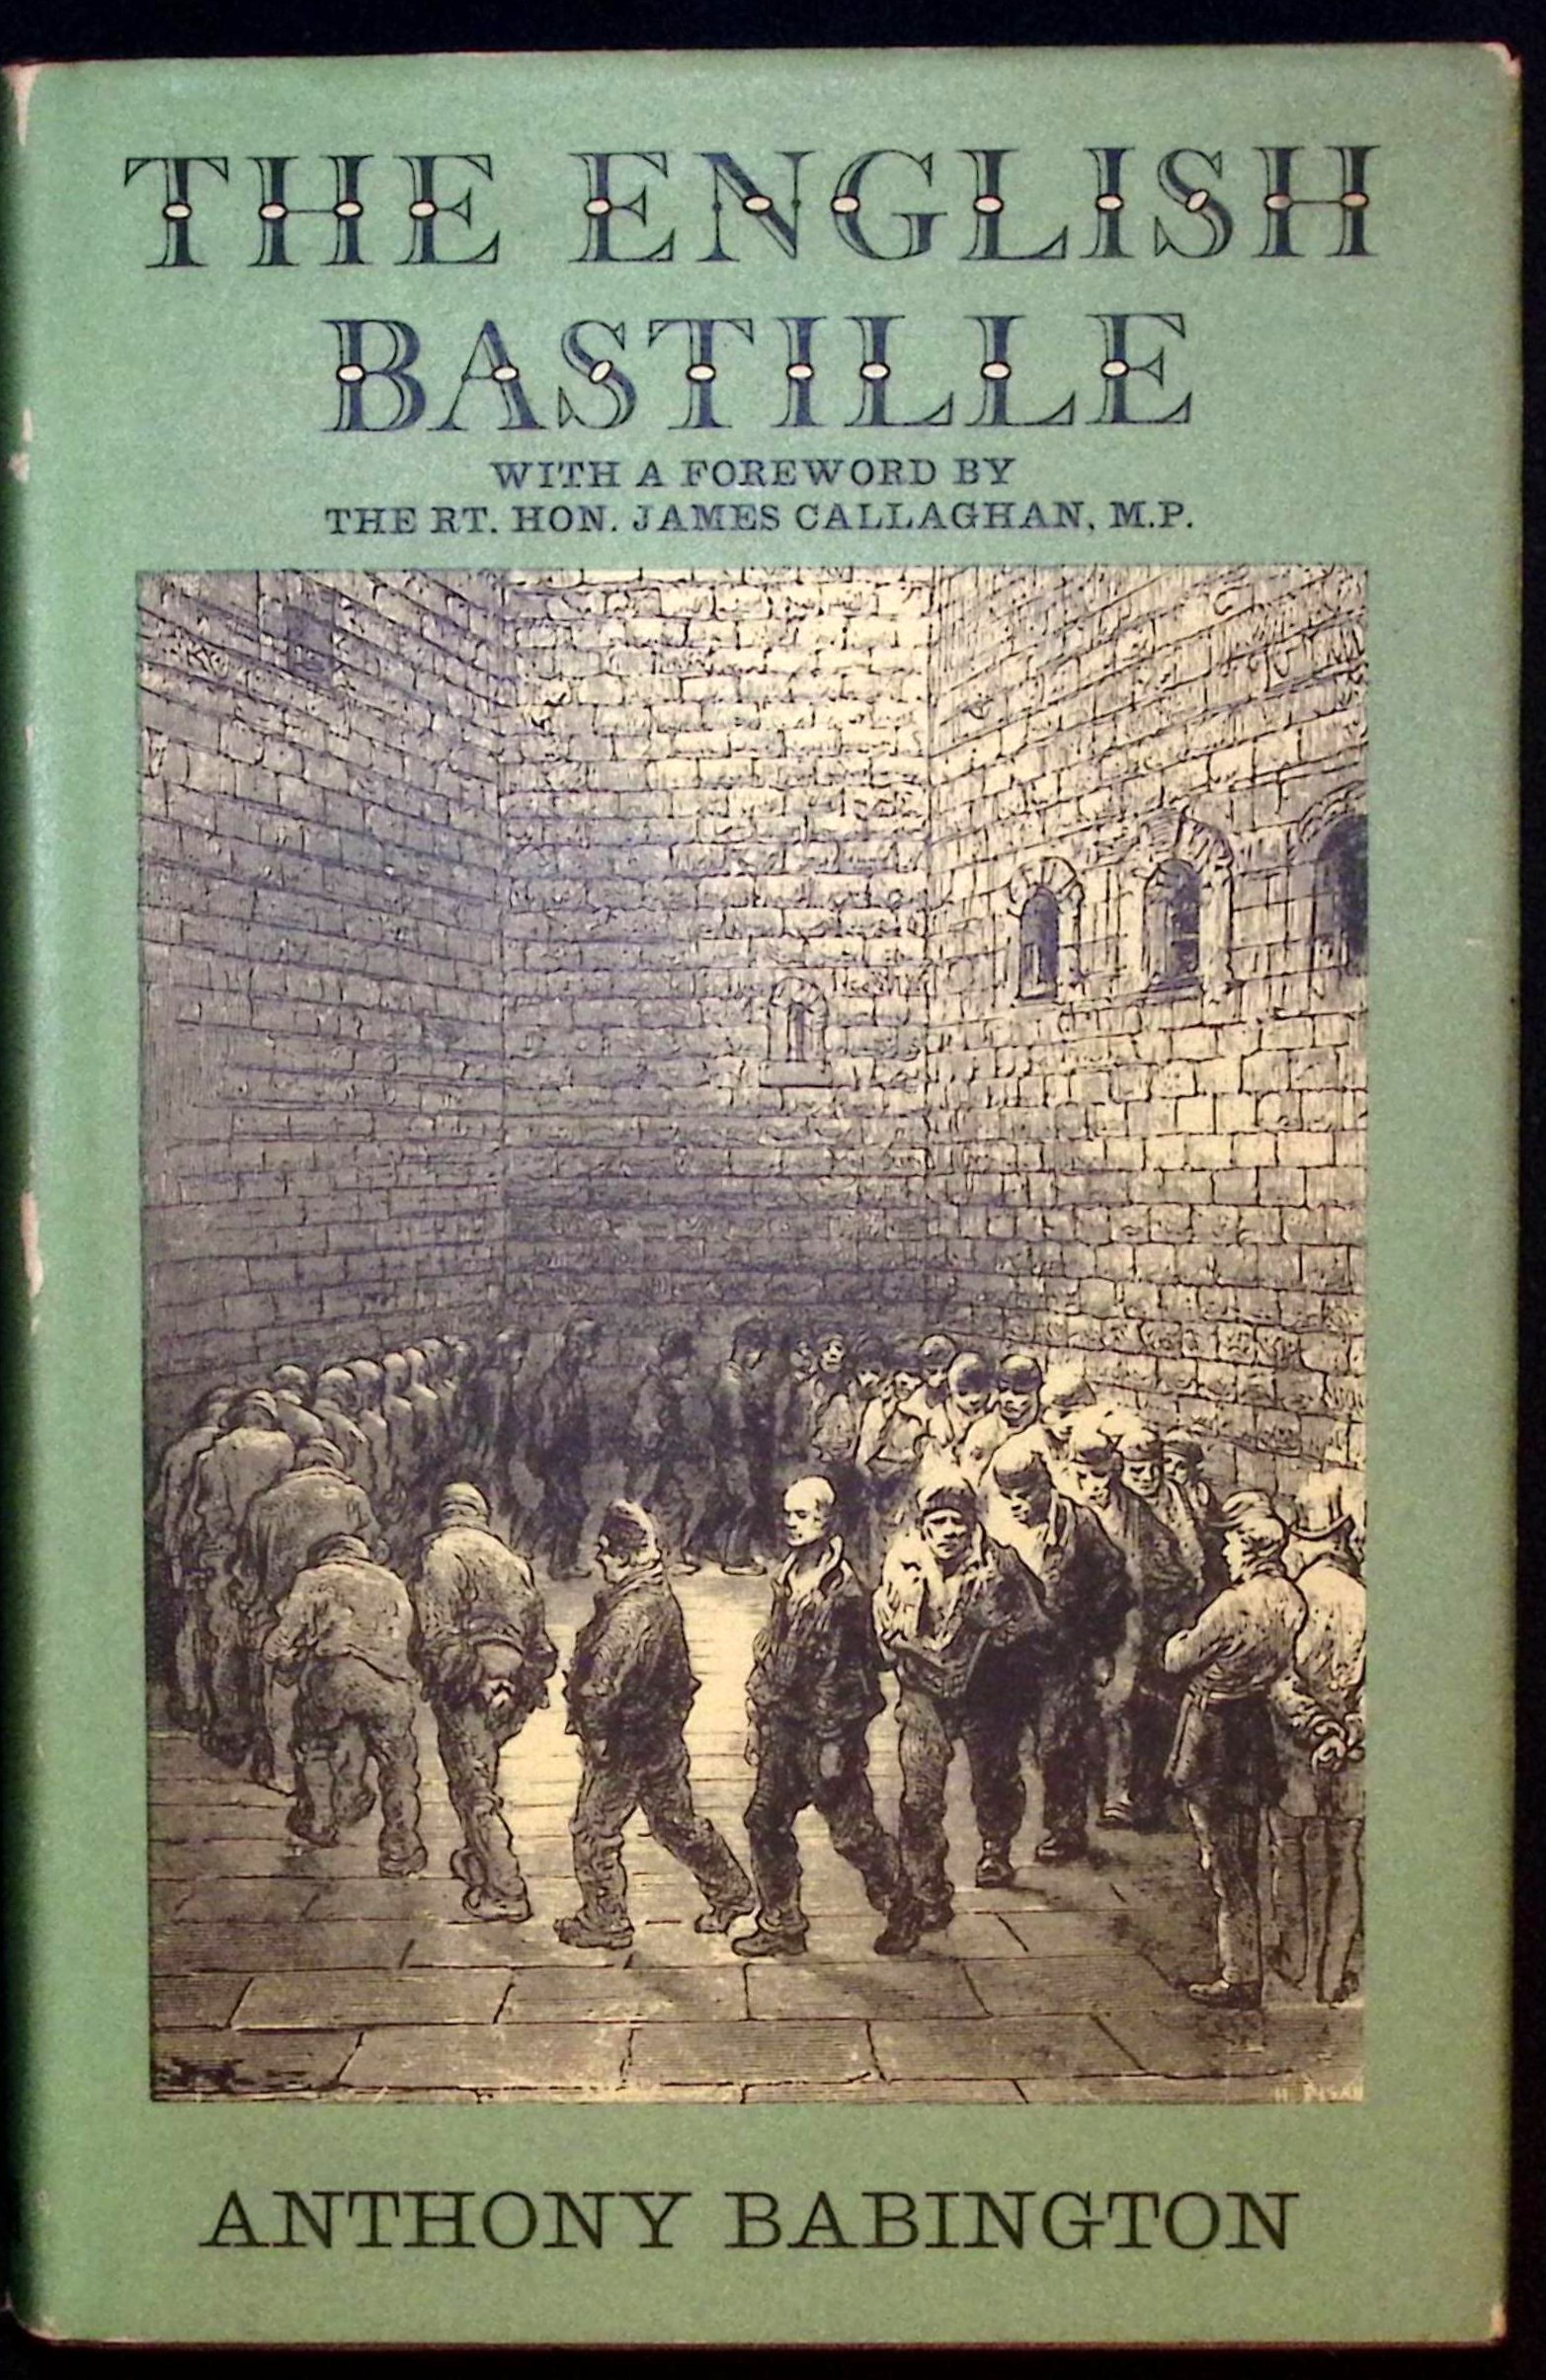 THE ENGLISH
BASTILLE
WITH A FOREWORD BY
THE RT. HON. JAMES CALLAGHAN, M.P.
ANTHONY BABINGTON